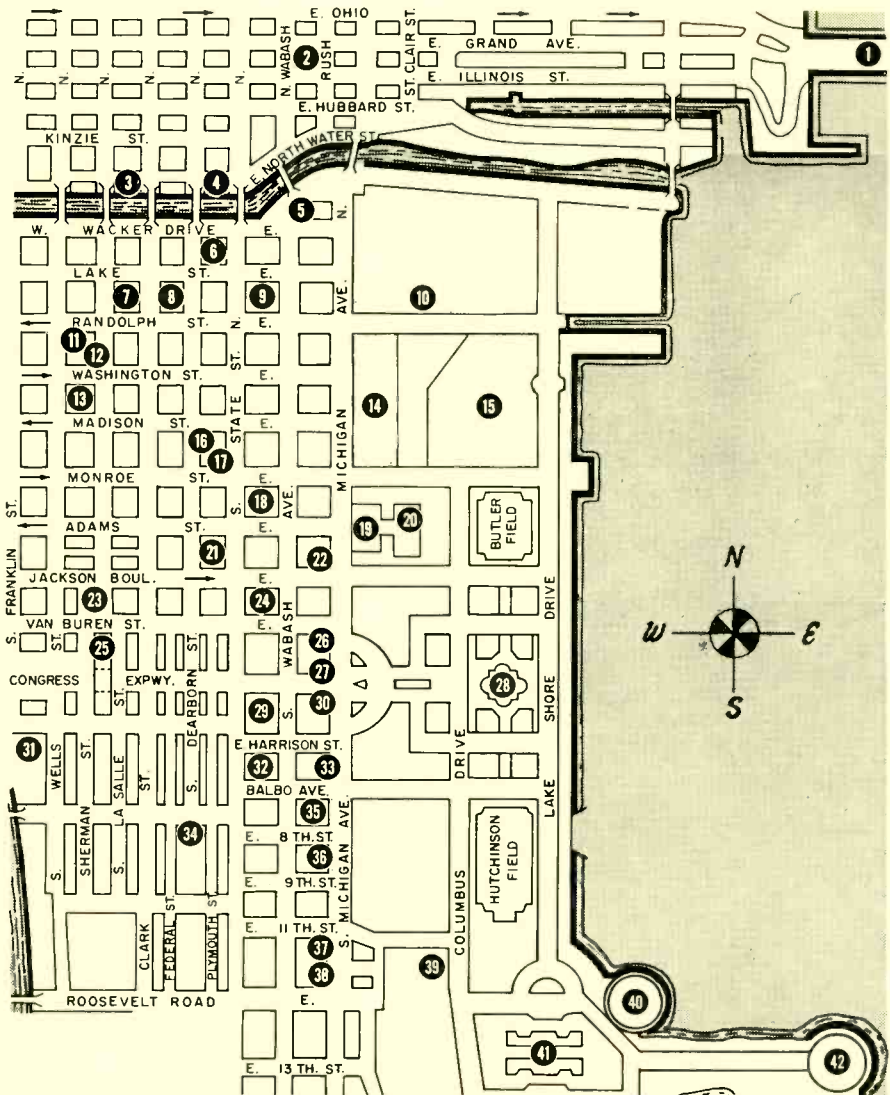 E. OHIO
N. WABASH
2
RUSH
ST. CLAIR ST.
E. GRAND AVE.
1
N.
N.
N.
N.
N.
E. ILLINOIS ST.
E. HUBBARD ST.
KINZIE ST.
E. NORTH WATER ST.
3
4
5
N.
W. WACKER DRIVE E.
6
LAKE ST. E.
7
8
9
AVE.
10
RANDOLPH ST. N. E.
11
12
ST.
WASHINGTON ST. E.
13
14
15
MADISON ST. E.
STATE
MICHIGAN
16
17
MONROE ST. E.
ST.
S.
18
AVE.
19
20
BUTLER FIELD
ADAMS ST. E.
21
22
FRANKLIN
JACKSON BOUL. E.
23
24
WABASH
DRIVE
N
W
E
S
S.
VAN BUREN ST. E.
ST.
25
ST.
26
27
28
SHORE
CONGRESS EXPWY.
ST.
DEARBORN
S.
29
S.
30
31
E HARRISON ST.
WELLS
ST.
LA SALLE
ST.
32
33
DRIVE
LAKE
BALBO AVE.
SHERMAN
S.
S.
34
35
AVE.
E. 8 TH. ST.
36
MICHIGAN
HUTCHINSON FIELD
E. 9 TH. ST.
COLUMBUS
E. 11 TH. ST.
S.
CLARK
FEDERAL ST.
PLYMOUTH ST.
37
38
39
ROOSEVELT ROAD E.
40
41
42
E. 13 TH. ST.